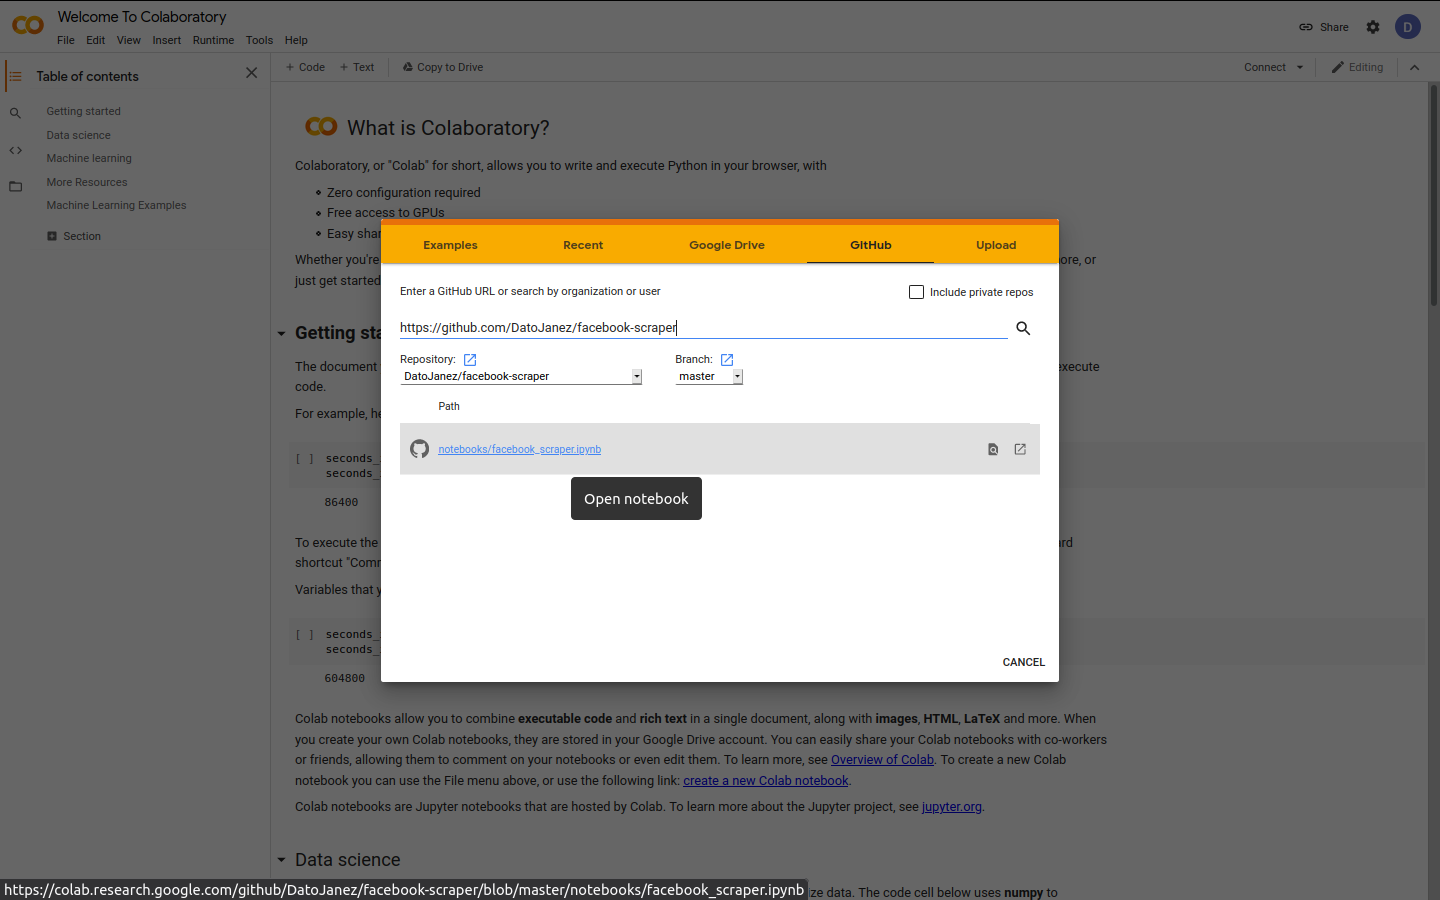 Welcome To Colaboratory
File Edit View Insert Runtime Tools Help
Share
D
Table of contents
Getting started
Data science
Machine learning
More Resources
Machine Learning Examples
Section
+ Code + Text Copy to Drive
Connect Editing
What is Colaboratory?
Colaboratory, or "Colab" for short, allows you to write and execute Python in your browser, with
Zero configuration required
Free access to GPUs
Easy
Whether you're or
just get started
Getting
The document execute
code.
For example,
[ ] seconds_
seconds_
86400
To execute the
shortcut
Variables that
[ ] seconds_
seconds_
604800
Examples Recent Google Drive GitHub Upload
Enter a GitHub URL or search by organization or user
Include private repos
https://github.com/DatoJanez/facebook-scraper
Repository: Branch:
DatoJanez/facebook-scraper master
Path
notebooks/facebook_scraper.ipynb
Open notebook
CANCEL
Colab notebooks allow you to combine executable code and rich text in a single document, along with images, HTML, LaTeX and more. When
you create your own Colab notebooks, they are stored in your Google Drive account. You can easily share your Colab notebooks with co-workers
or friends, allowing them to comment on your notebooks or even edit them. To learn more, see Overview of Colab. To create a new Colab
notebook you can use the File menu above, or use the following link: create a new Colab notebook.
Colab notebooks are Jupyter notebooks that are hosted by Colab. To learn more about the Jupyter project, see jupyter.org.
Data science
data. The code cell below uses numpy to
https://colab.research.google.com/github/DatoJanez/facebook-scraper/blob/master/notebooks/facebook_scraper.ipynb